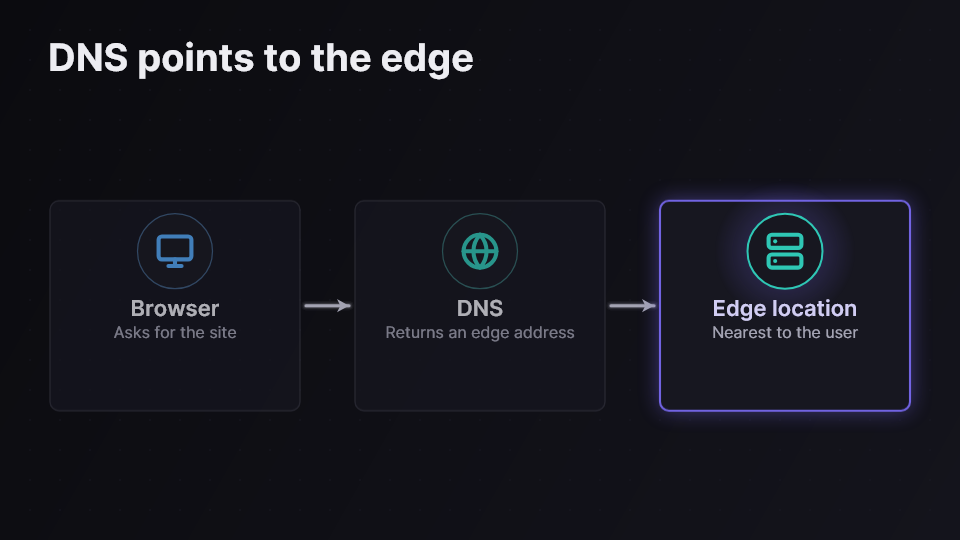 DNS points to the edge
Browser
Asks for the site
DNS
Returns an edge address
Edge location
Nearest to the user